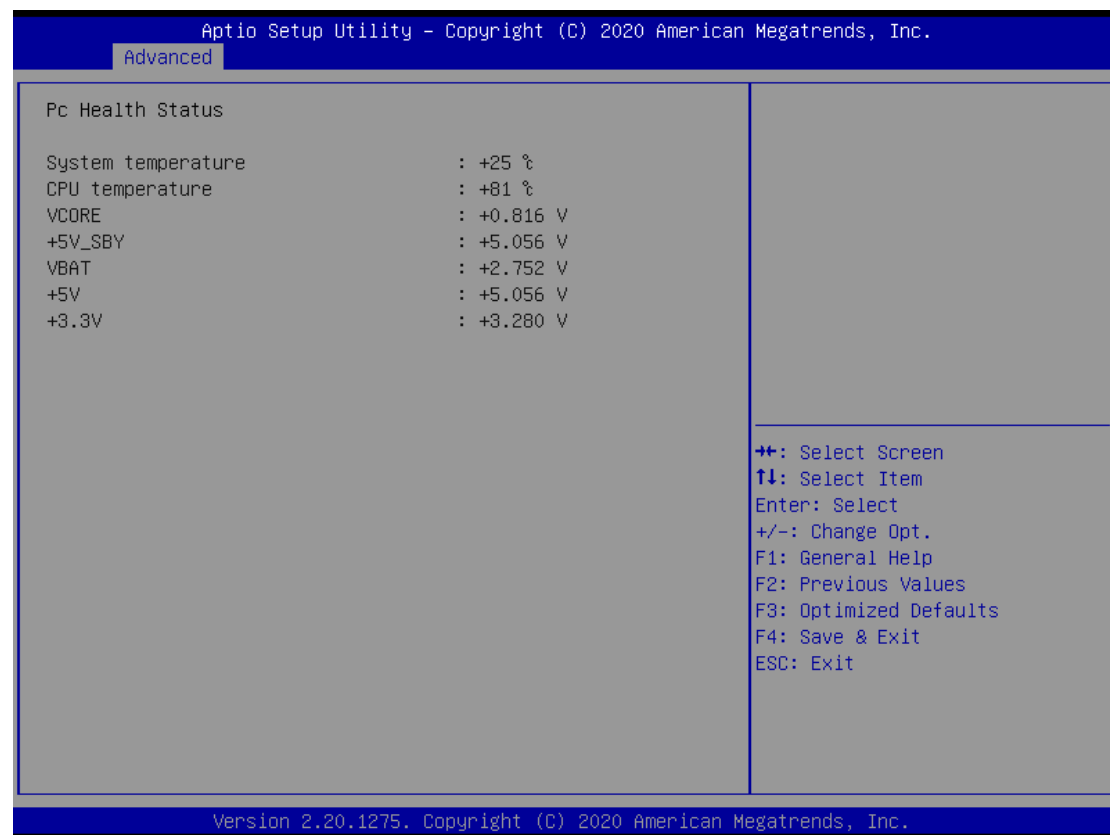 Aptio Setup Utility – Copyright (C) 2020 American Megatrends, Inc.
Advanced
Pc Health Status
System temperature : +25 ℃
CPU temperature : +81 ℃
VCORE : +0.816 V
+5V_SBY : +5.056 V
VBAT : +2.752 V
+5V : +5.056 V
+3.3V : +3.280 V
→←: Select Screen
↑↓: Select Item
Enter: Select
+/-: Change Opt.
F1: General Help
F2: Previous Values
F3: Optimized Defaults
F4: Save & Exit
ESC: Exit
Version 2.20.1275. Copyright (C) 2020 American Megatrends, Inc.